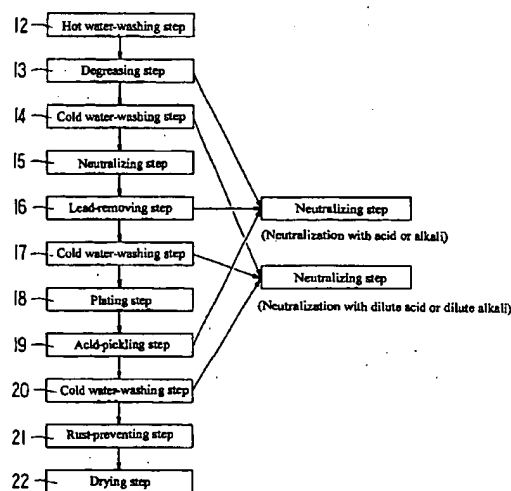 12 Hot water-washing step
13 Degreasing step
14 Cold water-washing step
15 Neutralizing step
16 Lead-removing step
Neutralizing step
(Neutralization with acid or alkali)
17 Cold water-washing step
Neutralizing step
(Neutralization with dilute acid or dilute alkali)
18 Plating step
19 Acid-pickling step
20 Cold water-washing step
21 Rust-preventing step
22 Drying step